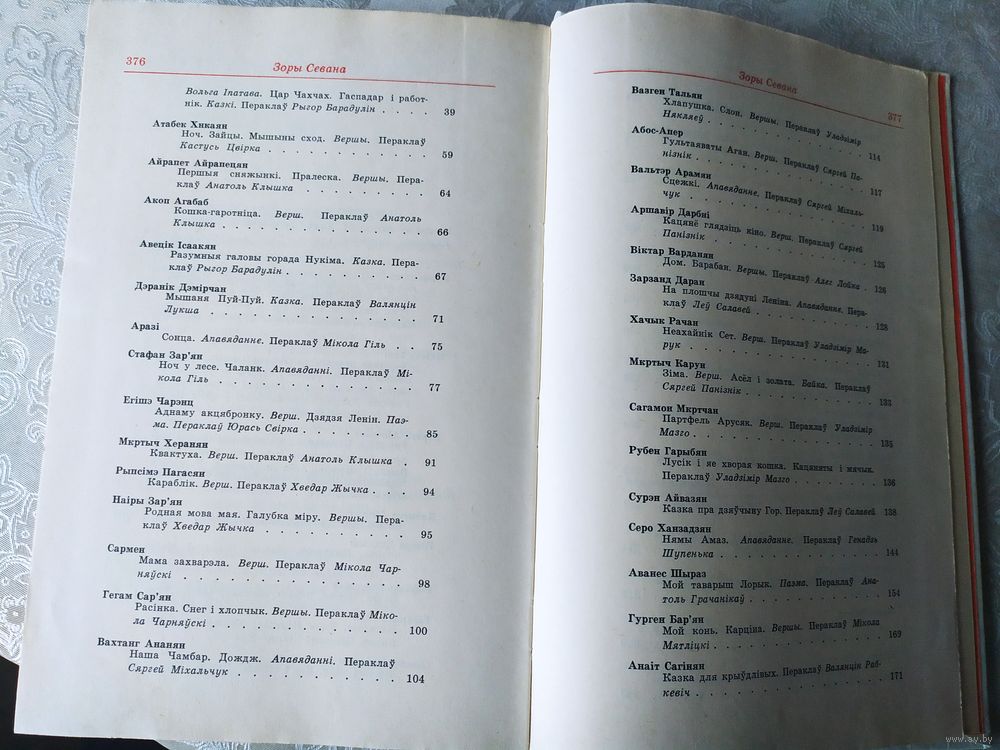 376
Зоры Севана
Вольга Іпатава. Цар Чахчах. Гаспадар і работ-
нік. Казкі. Пераклаў Рыгор Барадулін . . . . 39
Атабек Хнкаян
Ноч. Зайцы. Мышыны сход. Вершы. Пераклаў
Кастусь Цвірка . . . . . . . . . . . . 59
Айрапет Айрапецян
Першыя сняжынкі. Пралеска. Вершы. Пера-
клаў Анатоль Клышка . . . . . . . . . 64
Акоп Агабаб
Кошка-гаротніца. Верш. Пераклаў Анатоль
Клышка . . . . . . . . . . . . . . . 66
Авецік Ісаакян
Разумныя галовы горада Нукіма. Казка. Пера-
клаў Рыгор Барадулін . . . . . . . . . 67
Дэранік Дэмірчан
Мышаня Пуй-Пуй. Казка. Пераклаў Валянцін
Лукша . . . . . . . . . . . . . . . 71
Аразі
Сонца. Апавяданне. Пераклаў Мікола Гіль . . 75
Стафан Зар'ян
Ноч у лесе. Чаланк. Апавяданні. Пераклаў Мі-
кола Гіль . . . . . . . . . . . . . . 77
Егішэ Чарэнц
Аднаму акцябронку. Верш. Дзядзя Ленін. Паэ-
ма. Пераклаў Юрась Свірка . . . . . . . . 85
Мкртыч Херанян
Квактуха. Верш. Пераклаў Анатоль Клышка . 91
Рыпсімэ Пагасян
Караблік. Верш. Пераклаў Хведар Жычка . . . 94
Наіры Зар'ян
Родная мова мая. Галубка міру. Вершы. Пера-
клаў Хведар Жычка . . . . . . . . . . 95
Сармен
Мама захварэла. Верш. Пераклаў Мікола Чар-
няўскі . . . . . . . . . . . . . . . 98
Гегам Сар'ян
Расінка. Снег і хлопчык. Вершы. Пераклаў Міко-
ла Чарняўскі . . . . . . . . . . . . . 100
Вахтанг Ананян
Наша Чамбар. Дождж. Апавяданні. Пераклаў
Сяргей Міхальчук . . . . . . . . . . . 104
Зоры Севана
377
Вазген Тальян
Хлапушка. Слон. Вершы. Пераклаў Уладзімір
Някляеў . . . . . . . . . . . . . . 114
Абос-Апер
Гультаяваты Аган. Верш. Пераклаў Сяргей Па-
нізнік . . . . . . . . . . . . . . . 117
Вальтэр Арамян
Сцежкі. Апавяданне. Пераклаў Сяргей Міхаль-
чук . . . . . . . . . . . . . . . . 119
Аршавір Дарбні
Кацянё глядзіць кіно. Верш. Пераклаў Сяргей
Панізнік . . . . . . . . . . . . . . 125
Віктар Варданян
Дом. Барабан. Вершы. Пераклаў Алег Лойка . 126
Зарзанд Даран
На плошчы дзядулі Леніна. Апавяданне. Пера-
клаў Леў Салавей . . . . . . . . . . . 128
Хачык Рачан
Неахайнік Сет. Верш. Пераклаў Уладзімір Ма-
рук . . . . . . . . . . . . . . . . 131
Мкртыч Карун
Зіма. Верш. Асёл і золата. Байка. Пераклаў
Сяргей Панізнік . . . . . . . . . . . . 133
Сагамон Мкртчан
Партфель Арусяк. Верш. Пераклаў Уладзімір
Мазго . . . . . . . . . . . . . . . 135
Рубен Гарыбян
Лусік і яе хворая кошка. Кацяняты і мячык.
Пераклаў Уладзімір Мазго . . . . . . . . 136
Сурэн Айвазян
Казка пра дзяўчыну Гор. Пераклаў Леў Салавей 138
Серо Ханзадзян
Нямы Амаз. Апавяданне. Пераклаў Генадзь
Шупенька . . . . . . . . . . . . . . 144
Аванес Шыраз
Мой таварыш Лорык. Паэма. Пераклаў Ана-
толь Грачанікаў . . . . . . . . . . . . 154
Гурген Бар'ян
Мой конь. Карціна. Вершы. Пераклаў Мікола
Мятліцкі . . . . . . . . . . . . . . 169
Анаіт Сагінян
Казка для крыўдлівых. Пераклаў Валянцін Раб-
кевіч . . . . . . . . . . . . . . . 171
www.ay.by